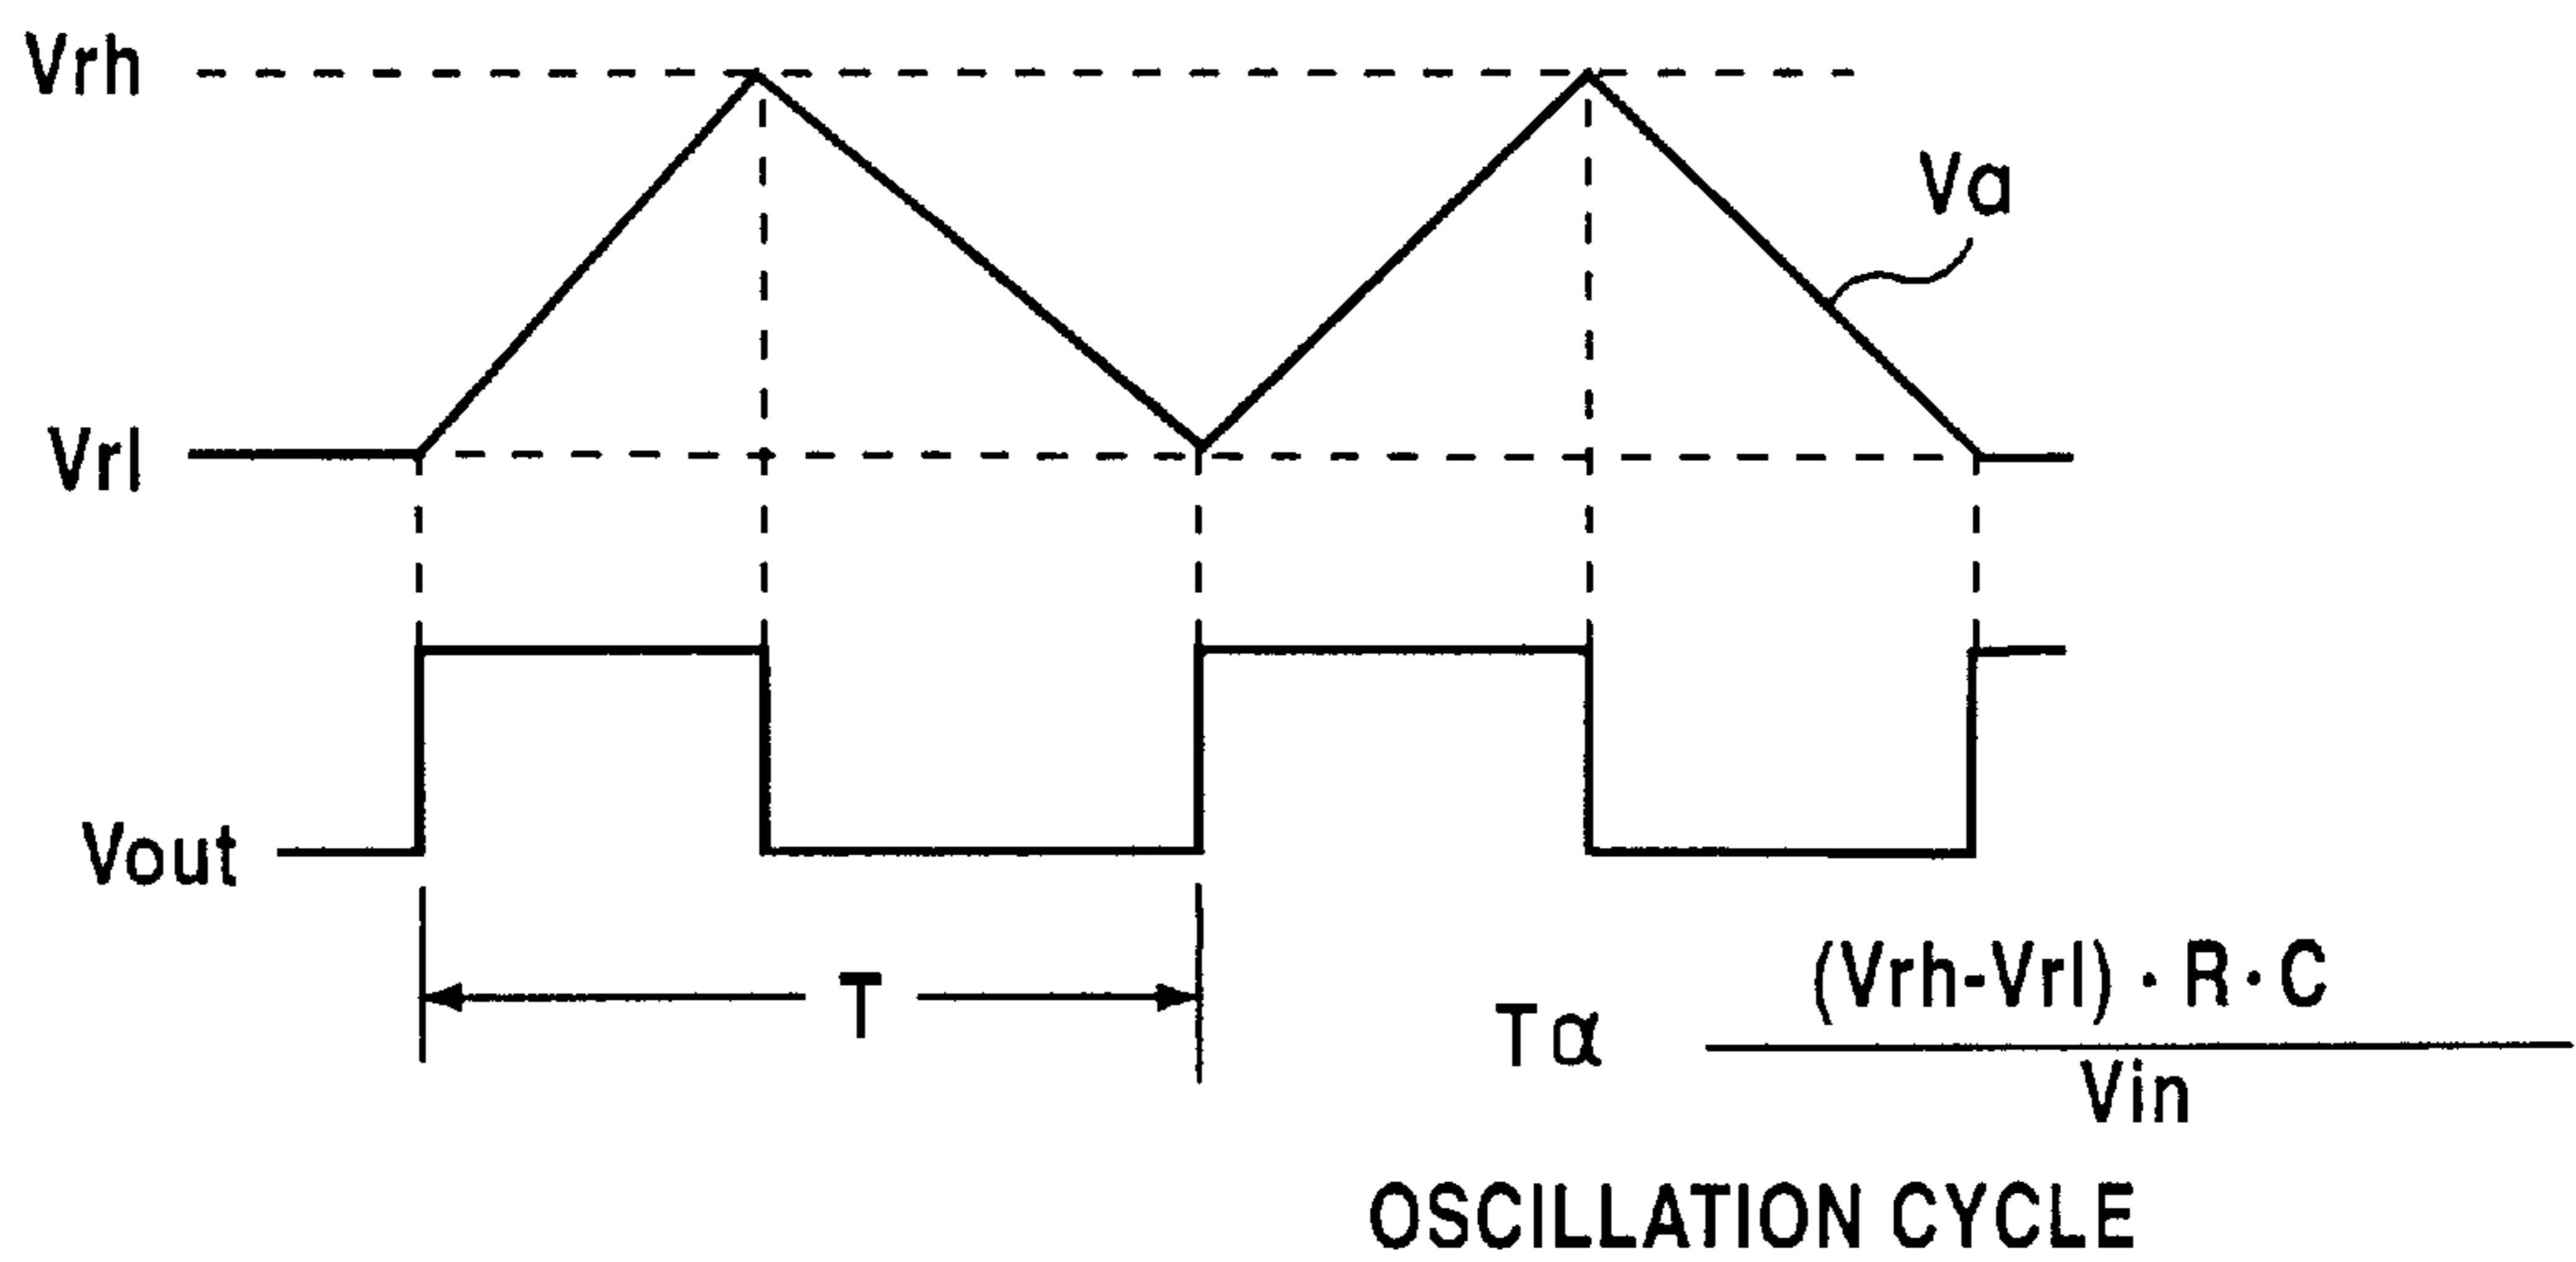 Vrh
Va
Vrl
Vout
T
Tα (Vrh-Vrl)·R·C
Vin
OSCILLATION CYCLE